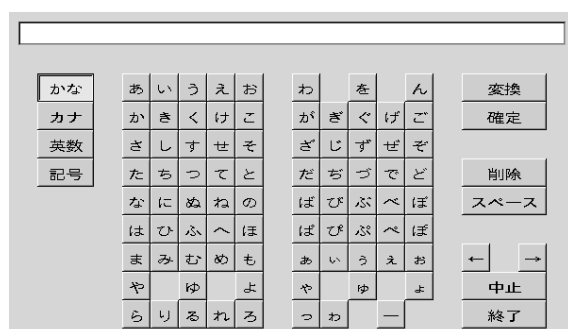 かな あ い う え お わ を ん 変換
カナ か き く け こ が ぎ ぐ げ ご 確定
英数 さ し す せ そ ざ じ ず ぜ ぞ
記号 た ち つ て と だ ぢ づ で ど 削除
な に ぬ ね の ば び ぶ べ ぼ スペース
は ひ ふ へ ほ ぱ ぴ ぷ ぺ ぽ
ま み む め も ぁ ぃ ぅ ぇ ぉ ← →
や ゆ よ ゃ ゅ ょ 中止
ら り る れ ろ っ ゎ ー 終了